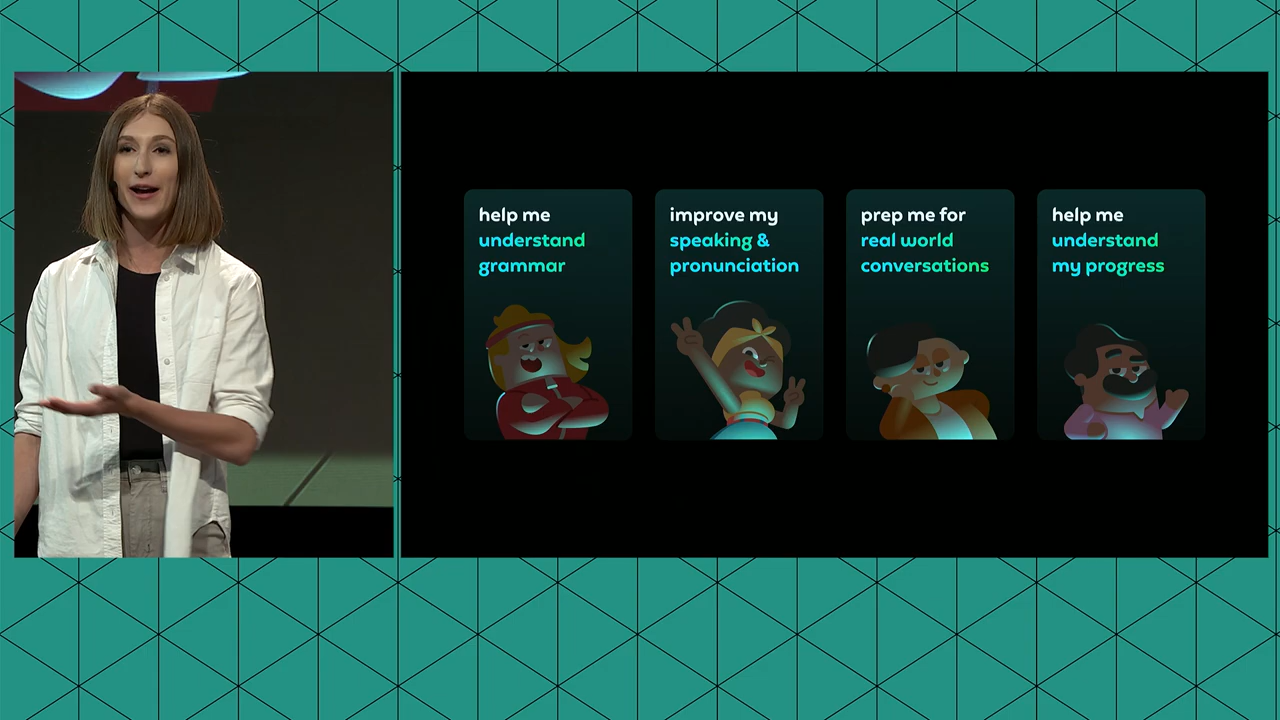 help me
understand
grammar
improve my
speaking &
pronunciation
prep me for
real world
conversations
help me
understand
my progress